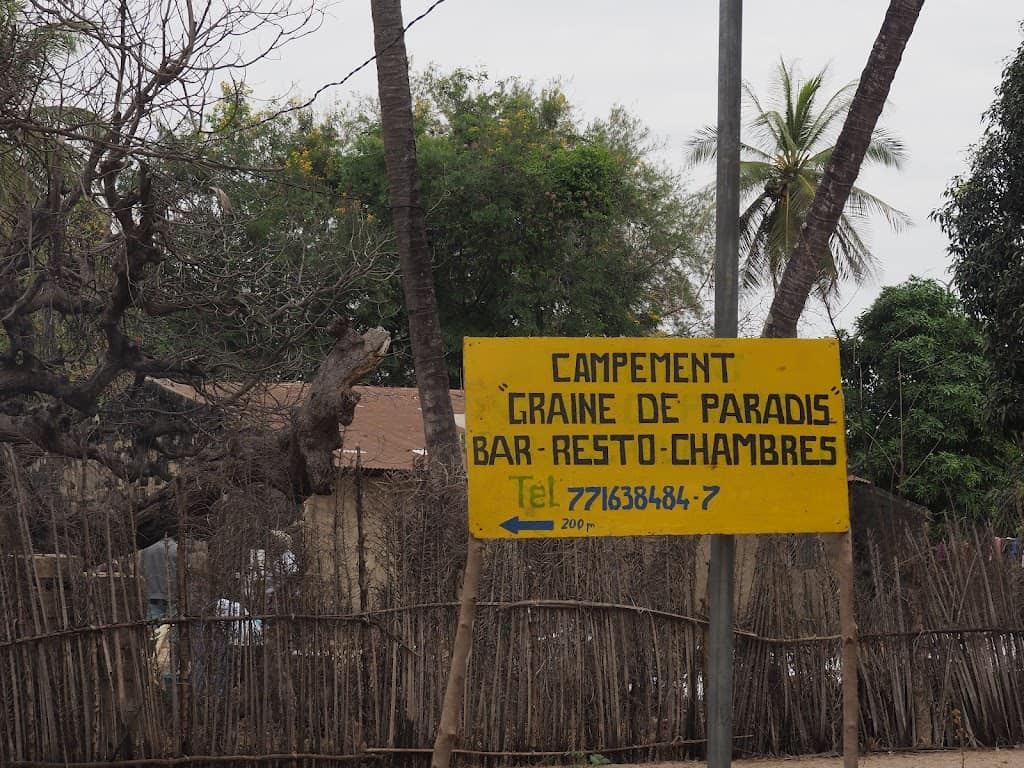 CAMPEMENT
"GRAINE DE PARADIS"
BAR-RESTO-CHAMBRES
Tel 771638484-7
200m